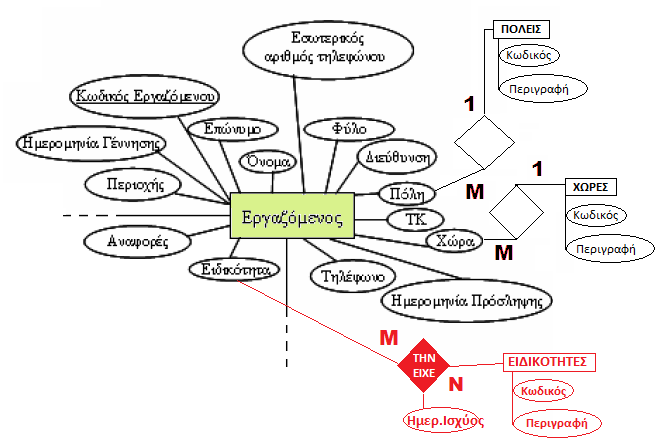 Εσωτερικός
αριθμός τηλεφώνου
ΠΟΛΕΙΣ
Κωδικός
Περιγραφή
Κωδικός Εργαζόμενου
1
Επώνυμο
Φύλο
Ημερομηνία Γέννησης
Όνομα
Διεύθυνση
1
Περιοχής
Πόλη
M
ΧΩΡΕΣ
Εργαζόμενος
ΤΚ
Κωδικός
Αναφορές
Χώρα
M
Περιγραφή
Ειδικότητα
Τηλέφωνο
Ημερομηνία Πρόσληψης
M
ΤΗΝ
ΕΙΧΕ
ΕΙΔΙΚΟΤΗΤΕΣ
N
Κωδικός
Ημερ.Ισχύος
Περιγραφή